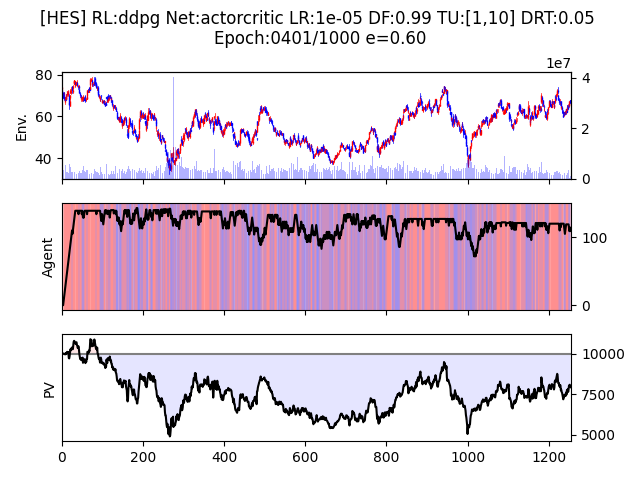 [HES] RL:ddpg Net:actorcritic LR:1e-05 DF:0.99 TU:[1,10] DRT:0.05
Epoch:0401/1000 e=0.60
1e7
80
60
40
Env.
4
2
0
Agent
100
0
PV
10000
7500
5000
0 200 400 600 800 1000 1200